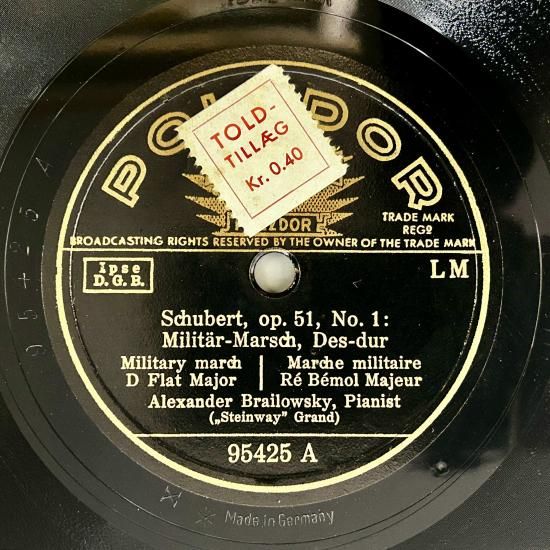 POLYDOR
TOLD-
TILLÆG
Kr. 0.40
TRADE MARK
REGD
BROADCASTING RIGHTS RESERVED BY THE OWNER OF THE TRADE MARK
Ipse
D.G.B.
LM
Schubert, op. 51, No. 1:
Militär-Marsch, Des-dur
Military march | Marche militaire
D Flat Major | Ré Bémol Majeur
Alexander Brailowsky, Pianist
(„Steinway” Grand)
95425 A
Made in Germany